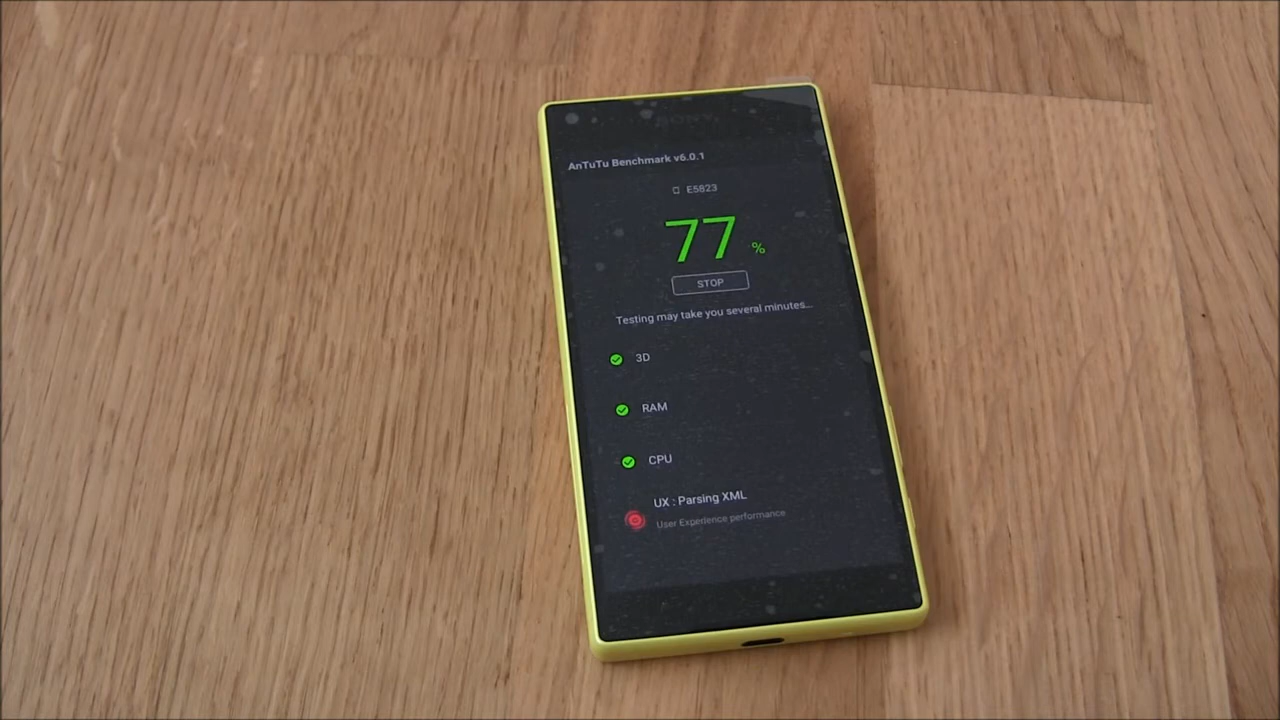 SONY
AnTuTu Benchmark v6.0.1
E5823
77 %
STOP
Testing may take you several minutes...
3D
RAM
CPU
UX : Parsing XML
User Experience performance